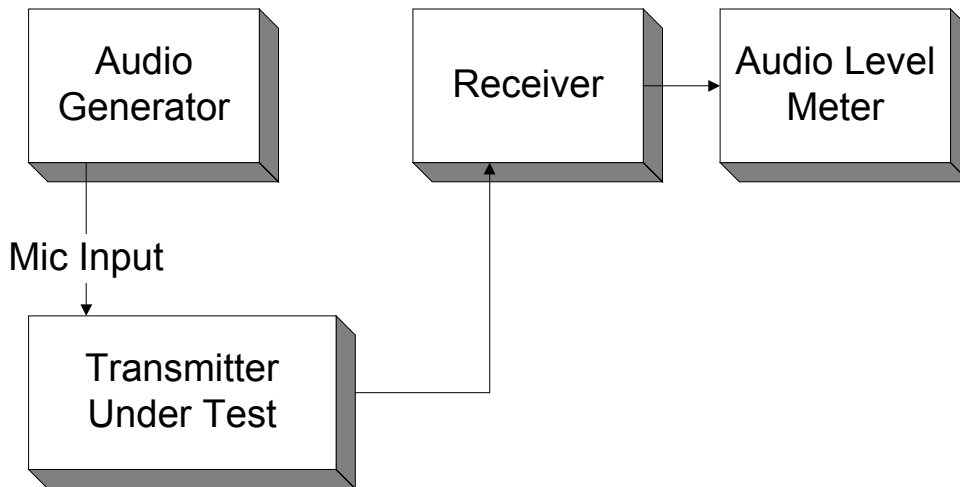 Audio
Generator
Receiver
Audio Level
Meter
Mic Input
Transmitter
Under Test